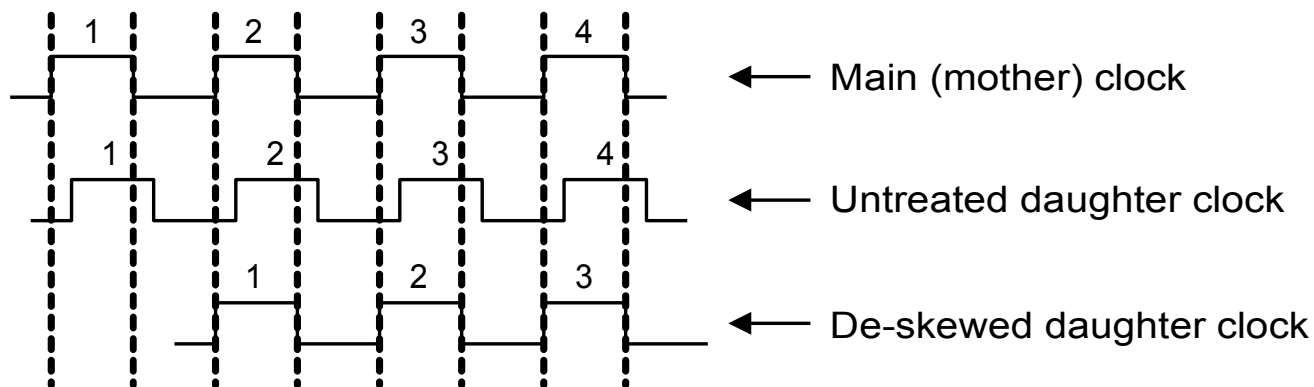 1 2 3 4
Main (mother) clock
1 2 3 4
Untreated daughter clock
1 2 3
De-skewed daughter clock